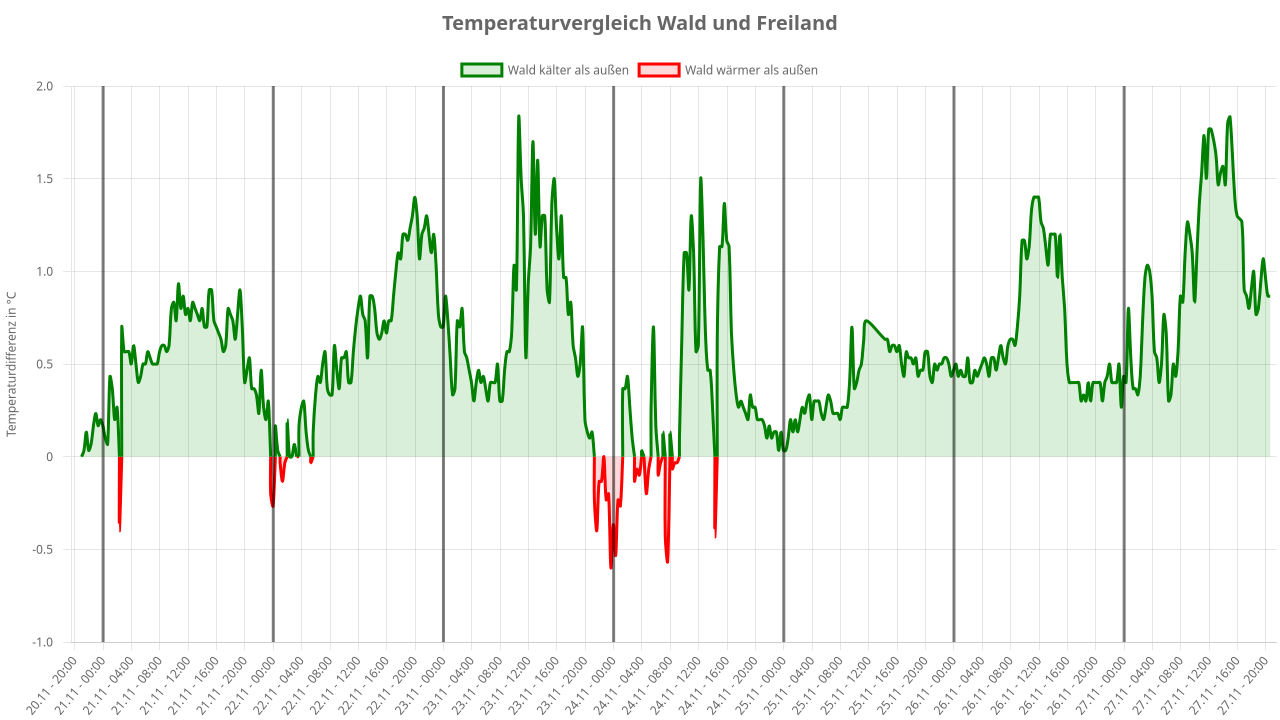 Temperaturvergleich Wald und Freiland
Wald kälter als außen
Wald wärmer als außen
Temperaturdifferenz in °C
2.0
1.5
1.0
0.5
0
-0.5
-1.0
20.11 - 20:00
21.11 - 00:00
21.11 - 04:00
21.11 - 08:00
21.11 - 12:00
21.11 - 16:00
21.11 - 20:00
22.11 - 00:00
22.11 - 04:00
22.11 - 08:00
22.11 - 12:00
22.11 - 16:00
22.11 - 20:00
23.11 - 00:00
23.11 - 04:00
23.11 - 08:00
23.11 - 12:00
23.11 - 16:00
23.11 - 20:00
24.11 - 00:00
24.11 - 04:00
24.11 - 08:00
24.11 - 12:00
24.11 - 16:00
24.11 - 20:00
25.11 - 00:00
25.11 - 04:00
25.11 - 08:00
25.11 - 12:00
25.11 - 16:00
25.11 - 20:00
26.11 - 00:00
26.11 - 04:00
26.11 - 08:00
26.11 - 12:00
26.11 - 16:00
26.11 - 20:00
27.11 - 00:00
27.11 - 04:00
27.11 - 08:00
27.11 - 12:00
27.11 - 16:00
27.11 - 20:00